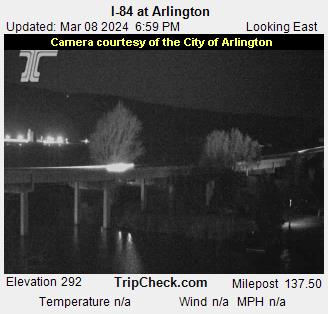 I-84 at Arlington
Updated: Mar 08 2024 6:59 PM Looking East
Camera courtesy of the City of Arlington
Elevation 292 TripCheck.com Milepost 137.50
Temperature n/a Wind n/a MPH n/a